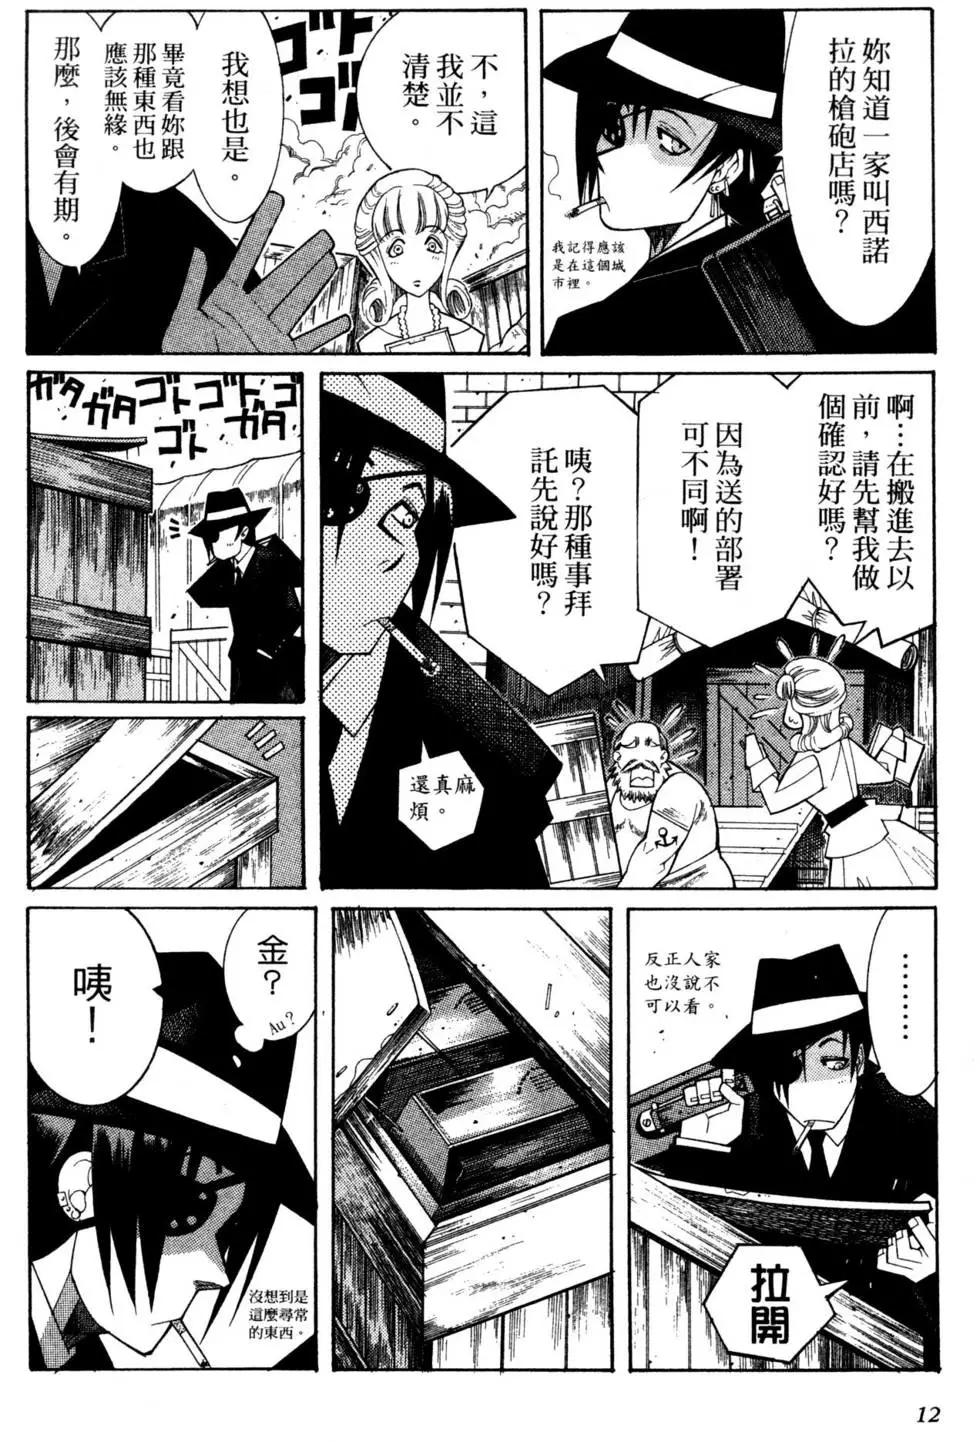 妳知道一家叫西諾
拉的槍砲店嗎？
我記得應該
是在這個城
市裡。
不，這
我並不
清楚。
我想也是。
畢竟看妳跟
那種東西也
應該無緣。
那麼，後會有期。
ゴトゴト
ゴゴ
啊…在搬進去以
前，請先幫我做
個確認好嗎？
因為送的部署
可不同啊！
咦？那種事拜
託先說好嗎？
還真麻
煩。
ガタガタ
ゴトゴトガタ
ゴト
………
反正人家
也沒說不
可以看。
拉開
金？
Au？
咦！
沒想到是
這麼尋常
的東西。
12